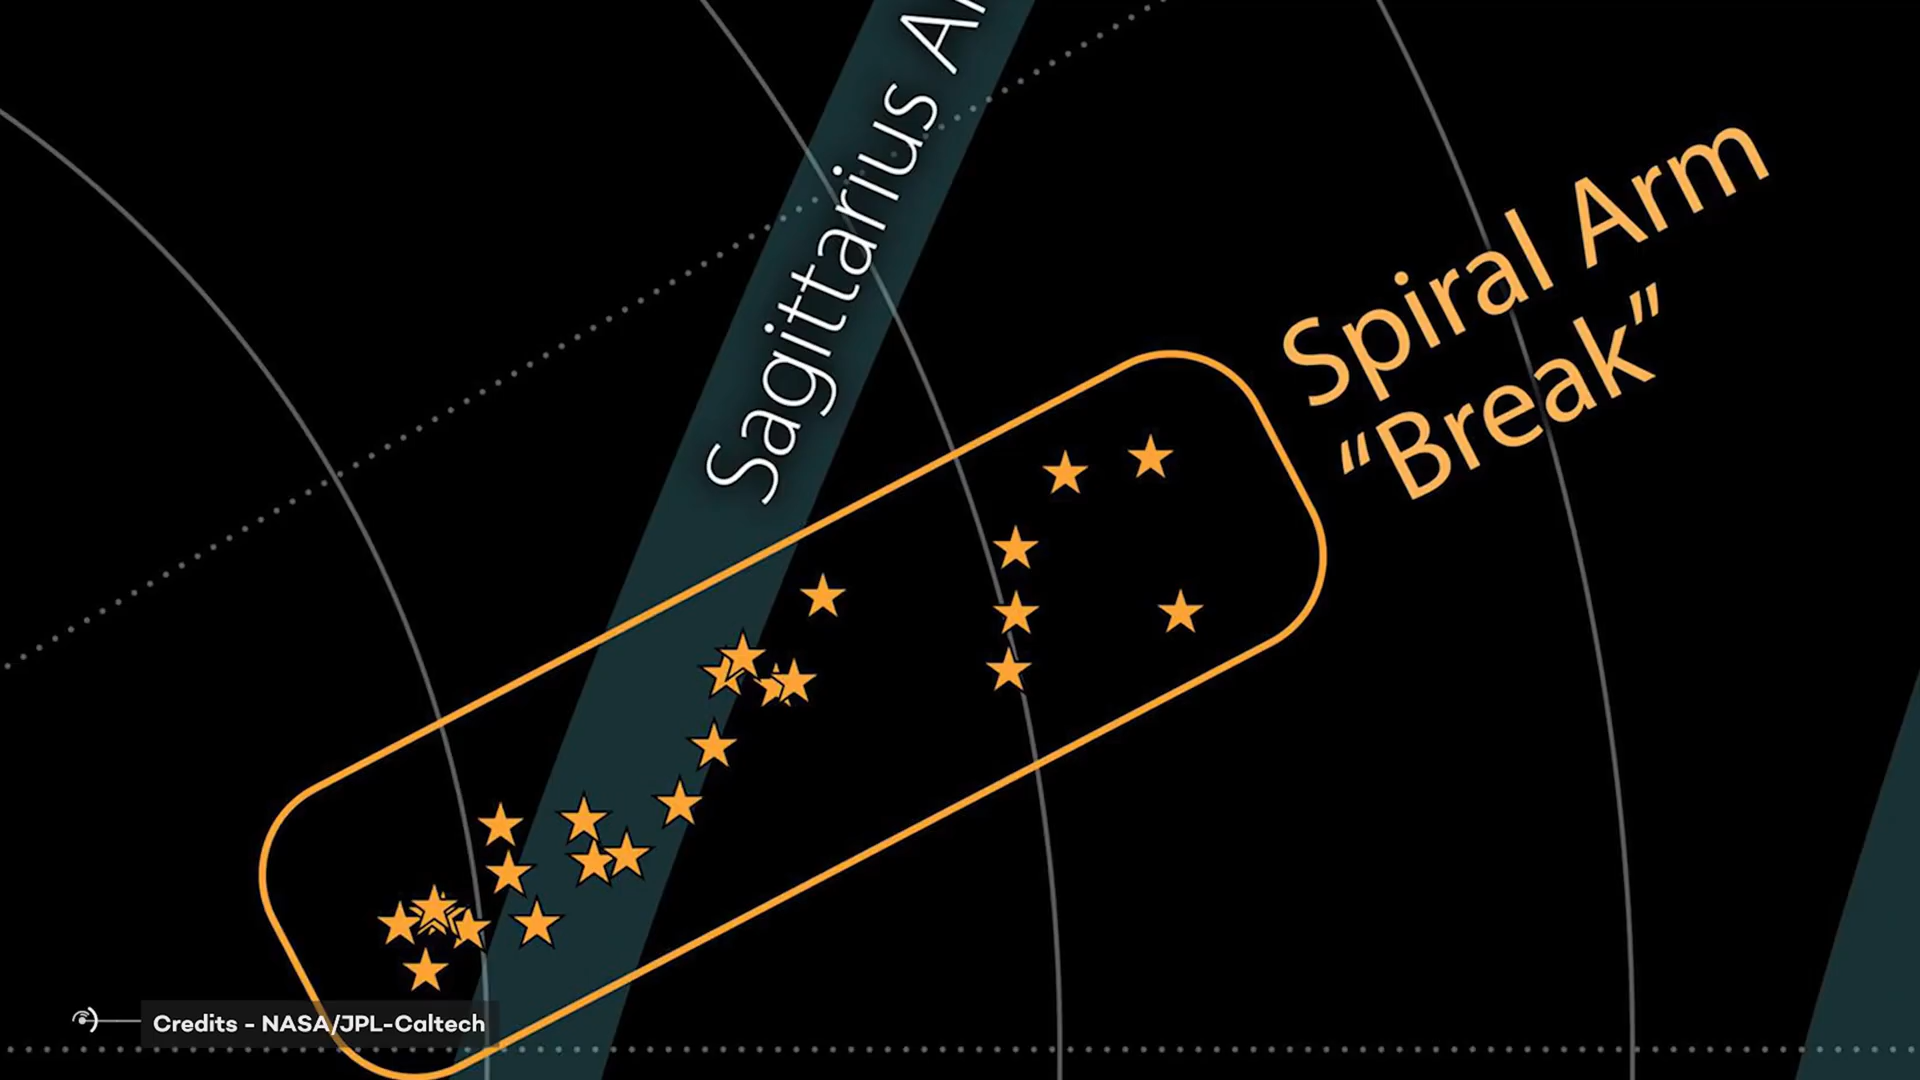 Sagittarius
Spiral Arm
“Break”
Credits - NASA/JPL-Caltech